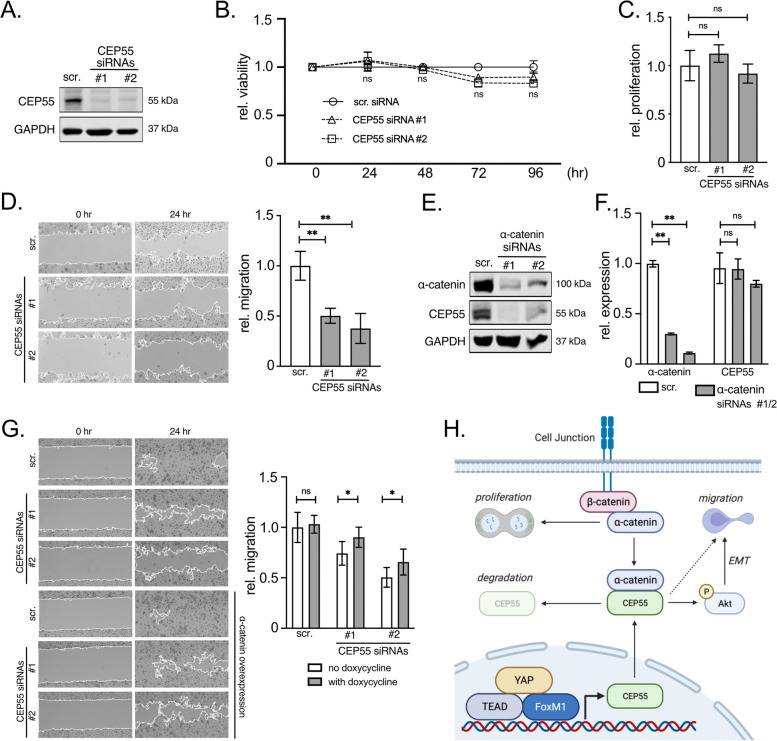 A.
CEP55
siRNAs
scr. #1 #2
CEP55 55 kDa
GAPDH 37 kDa
B.
rel. viability
1.5
1.0
0.5
0
ns ns ns ns
scr. siRNA
CEP55 siRNA #1
CEP55 siRNA #2
0 24 48 72 96 (hr)
C.
rel. proliferation
1.5
1.0
0.5
0
ns
ns
scr. #1 #2
CEP55 siRNAs
D.
0 hr 24 hr
scr.
CEP55 siRNAs
#1
#2
rel. migration
1.5
1.0
0.5
0
**
**
scr. #1 #2
CEP55 siRNAs
E.
α-catenin
siRNAs
scr. #1 #2
α-catenin 100 kDa
CEP55 55 kDa
GAPDH 37 kDa
F.
rel. expression
1.5
1.0
0.5
0
**
**
ns
ns
α-catenin CEP55
scr.
α-catenin
siRNAs #1/2
G.
0 hr 24 hr
scr.
CEP55 siRNAs
#1
#2
scr.
CEP55 siRNAs
#1
#2
α-catenin overexpression
rel. migration
1.5
1.0
0.5
0
ns * *
scr. #1 #2
CEP55 siRNAs
no doxycycline
with doxycycline
H.
Cell Junction
β-catenin
proliferation
α-catenin
migration
degradation
α-catenin
EMT
CEP55
CEP55
P
Akt
YAP
TEAD
FoxM1
CEP55